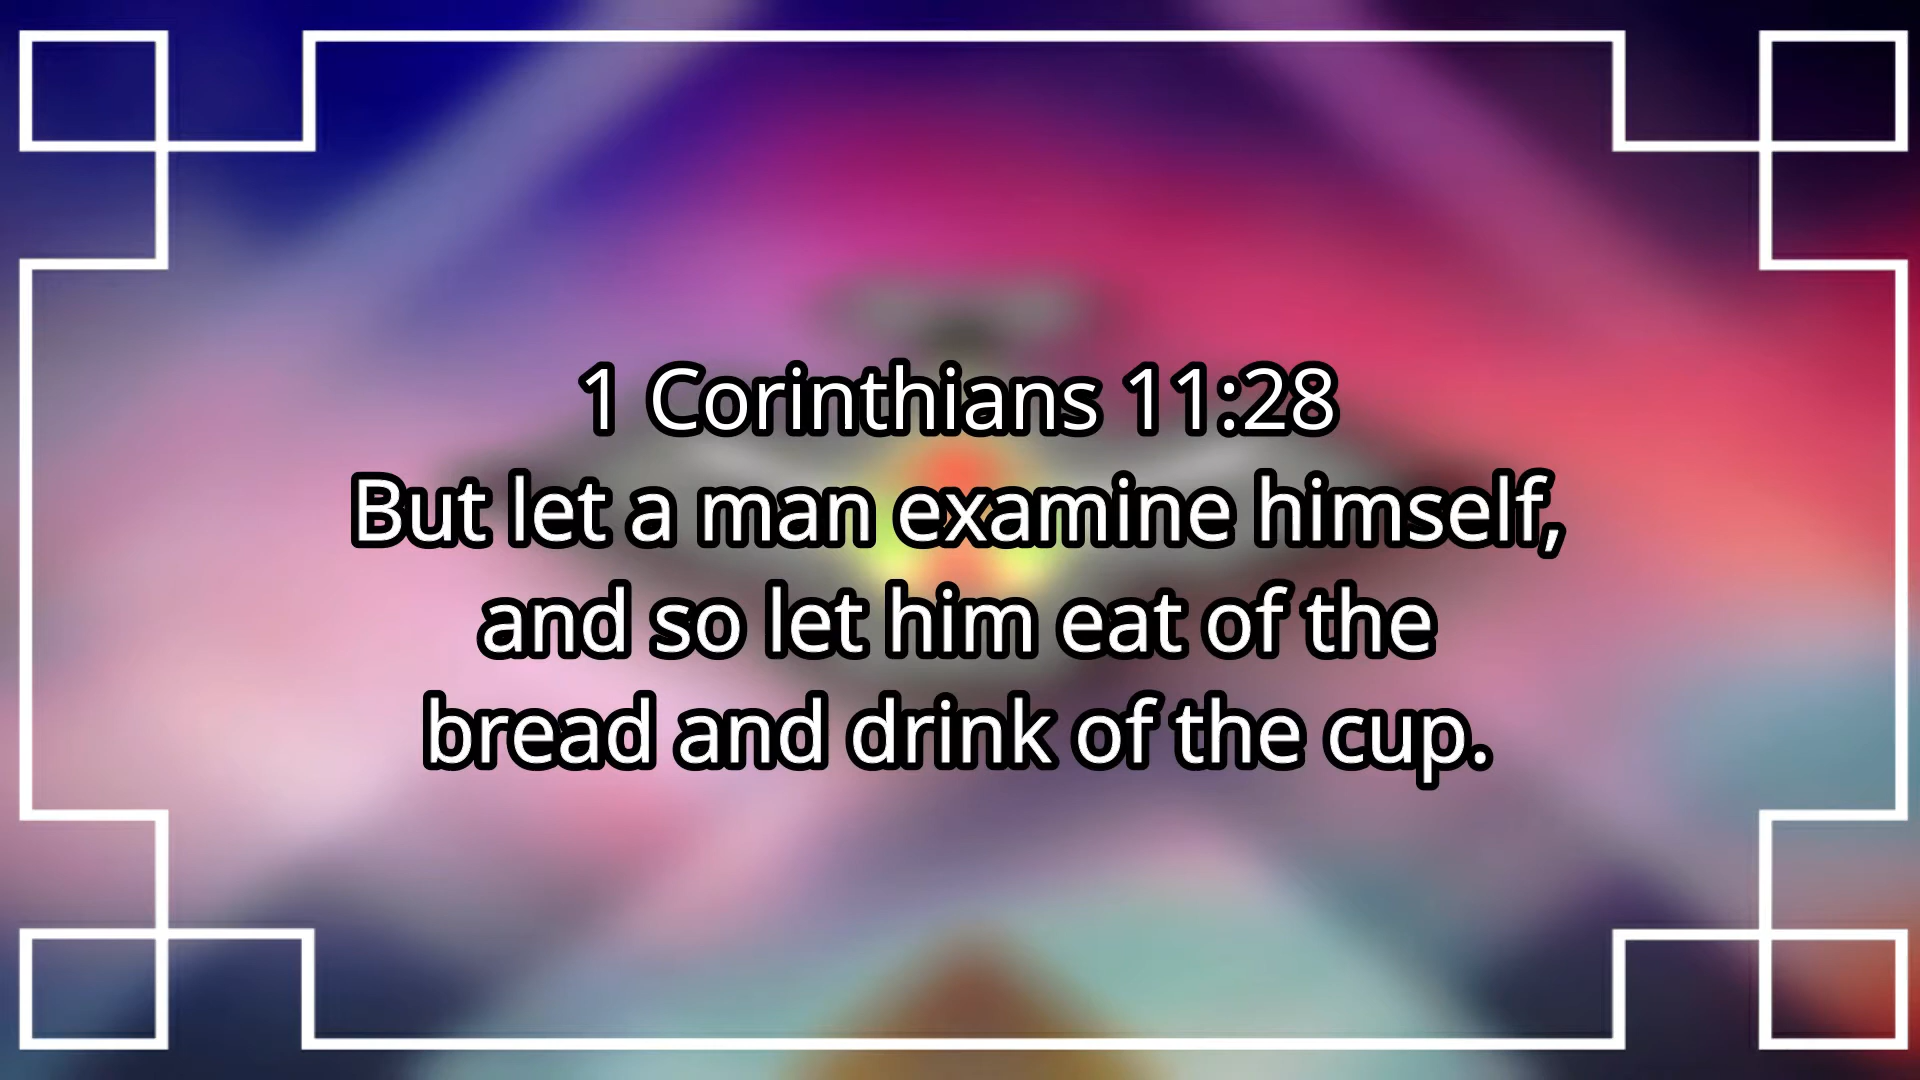 1 Corinthians 11:28
But let a man examine himself,
and so let him eat of the
bread and drink of the cup.